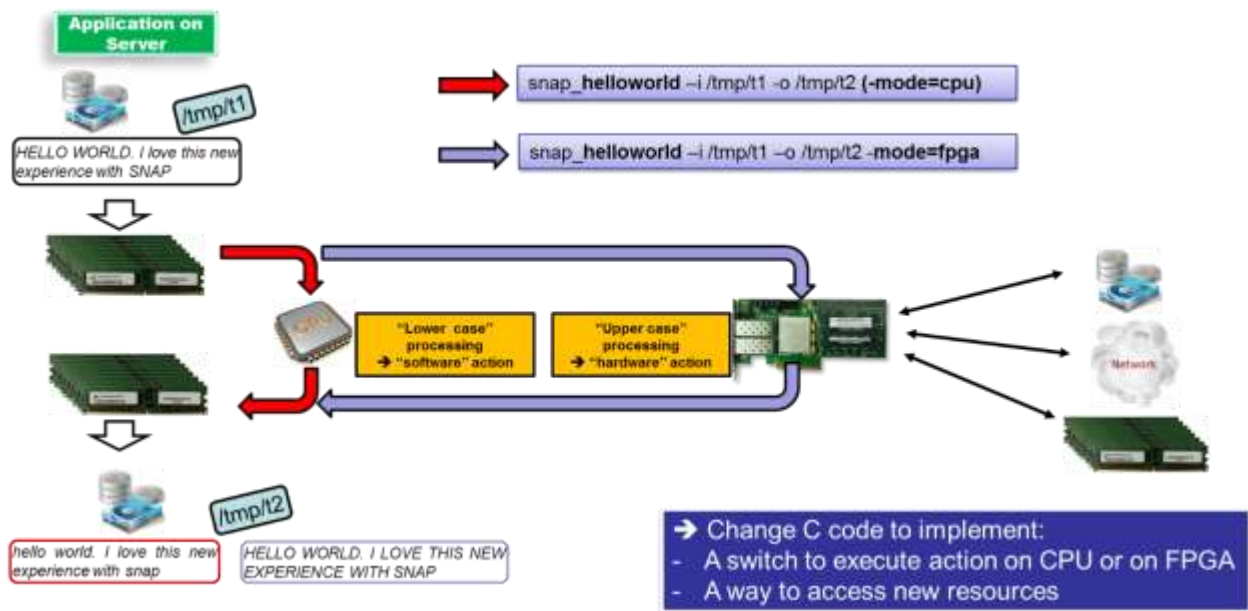 Application on
Server
/tmp/t1
HELLO WORLD. I love this new
experience with SNAP
snap_helloworld –i /tmp/t1 -o /tmp/t2 (-mode=cpu)
snap_helloworld –i /tmp/t1 –o /tmp/t2 -mode=fpga
CPU
“Lower case”
processing
➔ “software” action
“Upper case”
processing
➔ “hardware” action
Network
/tmp/t2
hello world. I love this new
experience with snap
HELLO WORLD. I LOVE THIS NEW
EXPERIENCE WITH SNAP
➔ Change C code to implement:
- A switch to execute action on CPU or on FPGA
- A way to access new resources